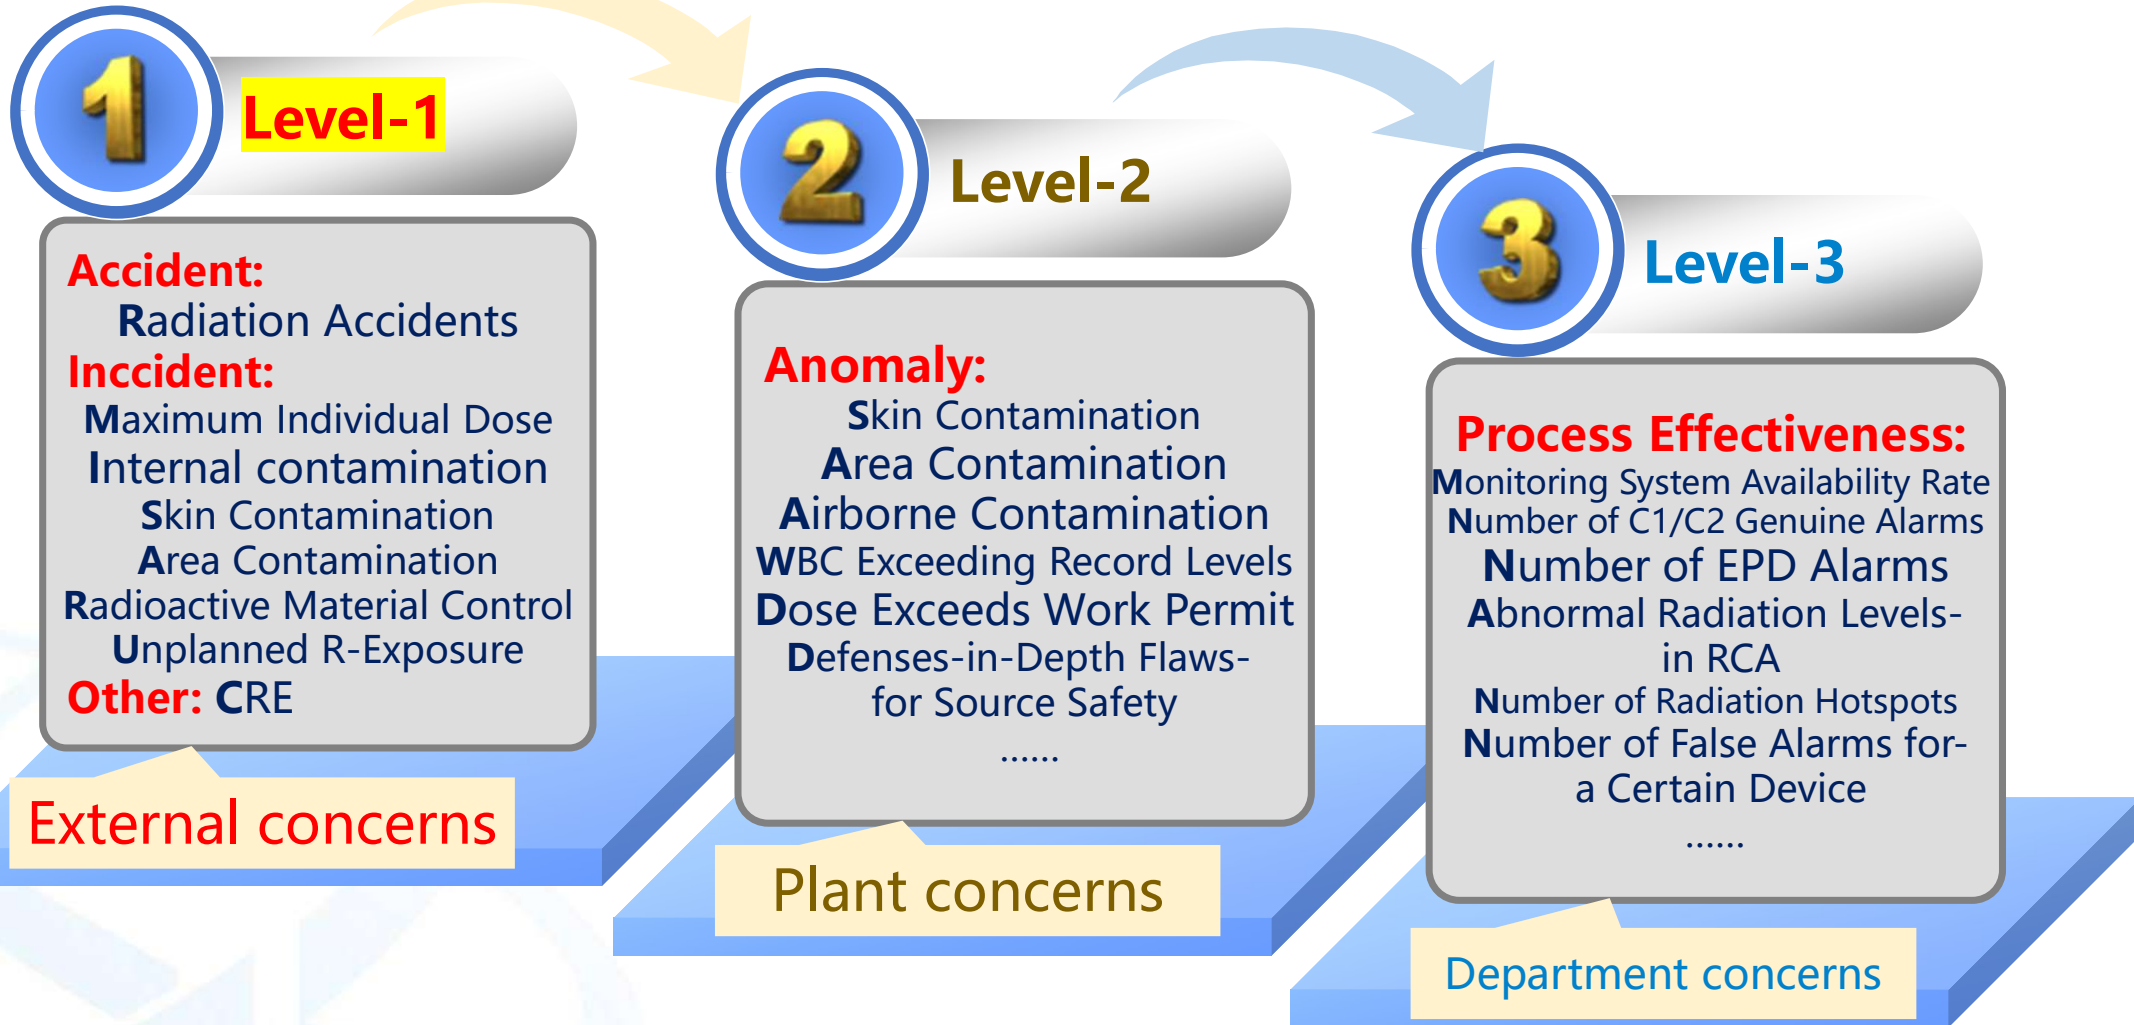 1
Level-1
Accident:
Radiation Accidents
Inccident:
Maximum Individual Dose
Internal contamination
Skin Contamination
Area Contamination
Radioactive Material Control
Unplanned R-Exposure
Other: CRE
External concerns
2
Level-2
Anomaly:
Skin Contamination
Area Contamination
Airborne Contamination
WBC Exceeding Record Levels
Dose Exceeds Work Permit
Defenses-in-Depth Flaws-
for Source Safety
......
Plant concerns
3
Level-3
Process Effectiveness:
Monitoring System Availability Rate
Number of C1/C2 Genuine Alarms
Number of EPD Alarms
Abnormal Radiation Levels-
in RCA
Number of Radiation Hotspots
Number of False Alarms for-
a Certain Device
......
Department concerns